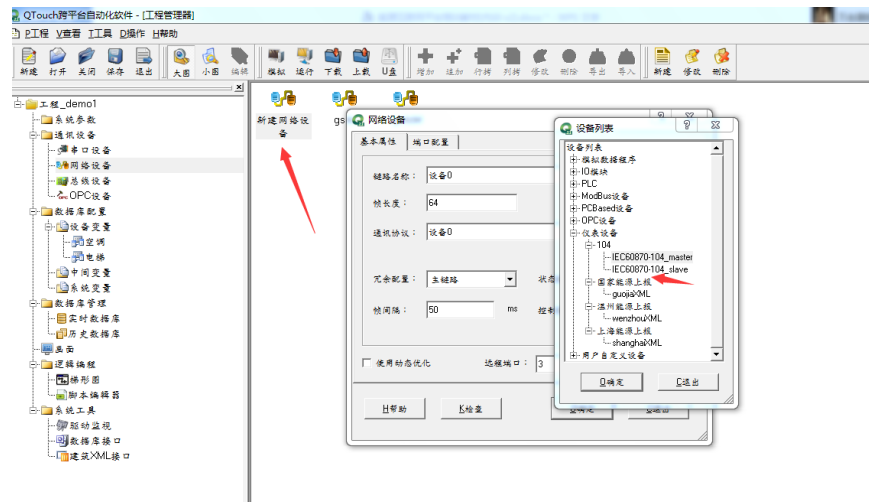 QTouch跨平台自动化软件 - [工程管理器]
P工程 V查看 T工具 O操作 H帮助
新建 打开 关闭 保存 退出 大图 小图 编辑 模拟 运行 下载 上载 U盘 增加 追加 行拷 列拷 修改 删除 导出 导入 新建 修改 删除
工程_demo1
系统参数
通讯设备
串口设备
网络设备
总线设备
OPC设备
数据库配置
设备变量
空调
电梯
中间变量
系统变量
数据库管理
实时数据库
历史数据库
画面
逻辑编程
梯形图
脚本编辑器
系统工具
驱动监视
数据库接口
建筑XML接口
新建网络设备
gs
网络设备
基本属性 端口配置
链路名称： 设备0
帧长度： 64
通讯协议： 设备0
冗余配置： 主链路 状态
帧间隔： 50 ms 控制
使用动态优化 远程端口： 3
H帮助 K检查
设备列表
设备列表
模拟数据程序
IO模块
PLC
ModBus设备
PCBased设备
OPC设备
仪表设备
104
IEC60870-104_master
IEC60870-104_slave
国家能源上报
guojiaXML
温州能源上报
wenzhouXML
上海能源上报
shanghaiXML
用户自定义设备
O确定 C退出